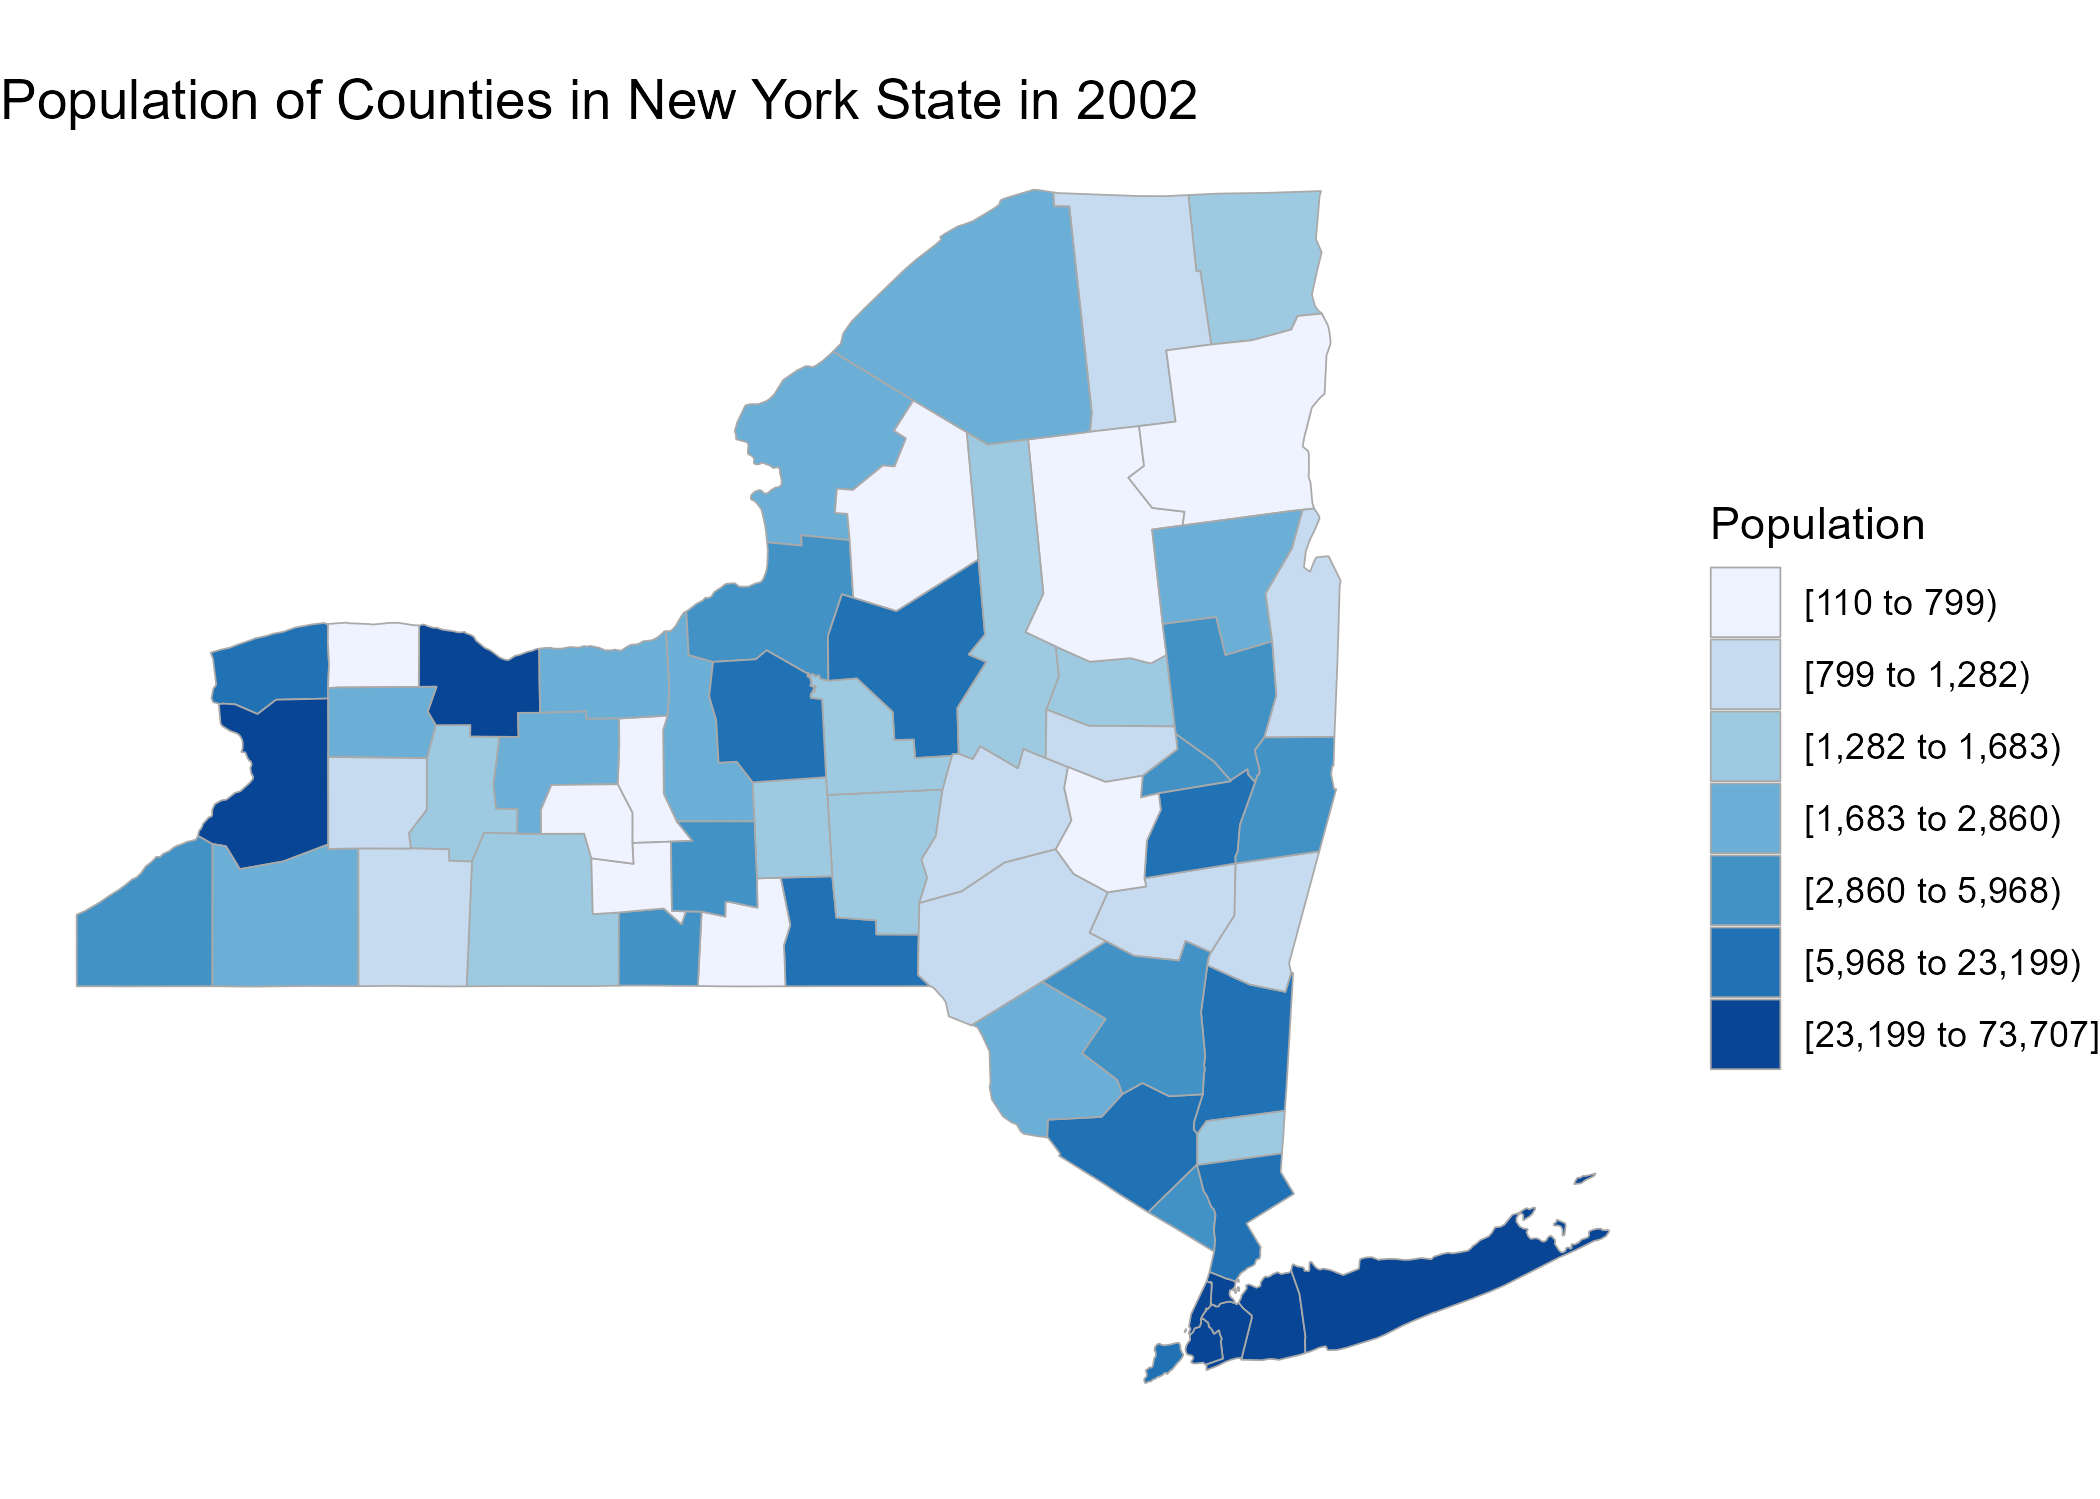 Population of Counties in New York State in 2002
Population
[110 to 799)
[799 to 1,282)
[1,282 to 1,683)
[1,683 to 2,860)
[2,860 to 5,968)
[5,968 to 23,199)
[23,199 to 73,707]